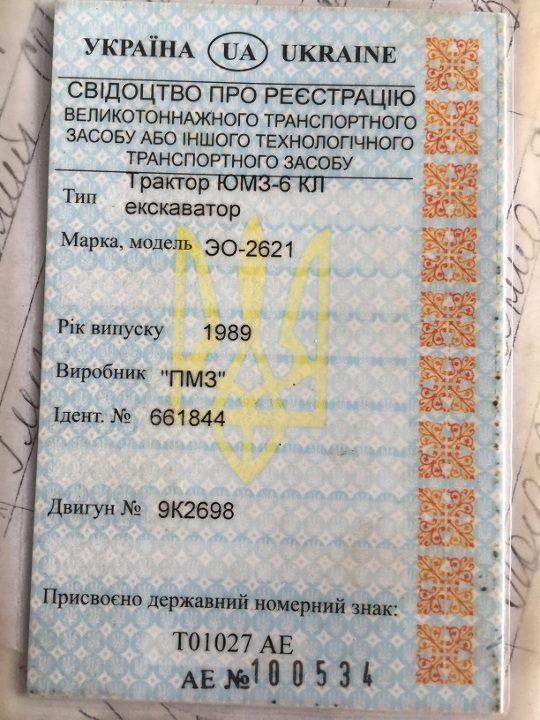 УКРАЇНА UA UKRAINE
СВІДОЦТВО ПРО РЕЄСТРАЦІЮ
ВЕЛИКОТОННАЖНОГО ТРАНСПОРТНОГО
ЗАСОБУ АБО ІНШОГО ТЕХНОЛОГІЧНОГО
ТРАНСПОРТНОГО ЗАСОБУ
Тип Трактор ЮМЗ-6 КЛ
екскаватор
Марка, модель ЭО-2621
Рік випуску 1989
Виробник "ПМЗ"
Ідент. № 661844
Двигун № 9К2698
Присвоєно державний номерний знак:
Т01027 АЕ
АЕ №100534